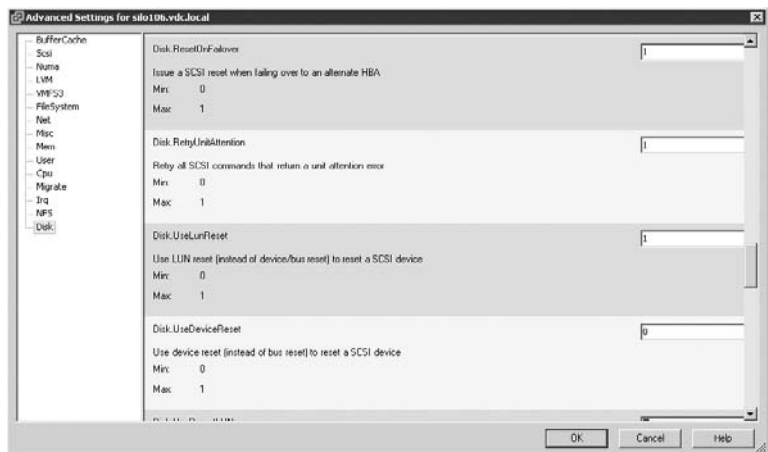 Advanced Settings for silo106.vdc.local
BufferCache
Scsi
Numa
LVM
VMFS3
FileSystem
Net
Misc
Mem
User
Cpu
Migrate
Irq
NFS
Disk
Disk.ResetOnFailover
1
Issue a SCSI reset when failing over to an alternate HBA
Min: 0
Max: 1
Disk.RetryUnitAttention
1
Retry all SCSI commands that return a unit attention error
Min: 0
Max: 1
Disk.UseLunReset
1
Use LUN reset (instead of device/bus reset) to reset a SCSI device
Min: 0
Max: 1
Disk.UseDeviceReset
0
Use device reset (instead of bus reset) to reset a SCSI device
Min: 0
Max: 1
OK Cancel Help